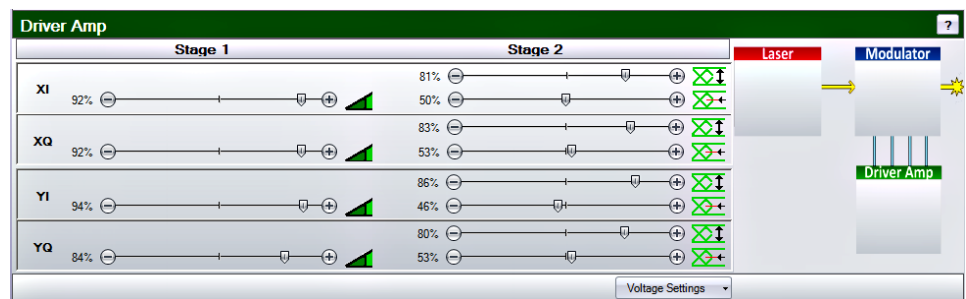 Driver Amp
?
Stage 1 Stage 2
Laser Modulator
81%
XI
92% 50%
83%
XQ
92% 53%
Driver Amp
86%
YI
94% 46%
80%
YQ
84% 53%
Voltage Settings